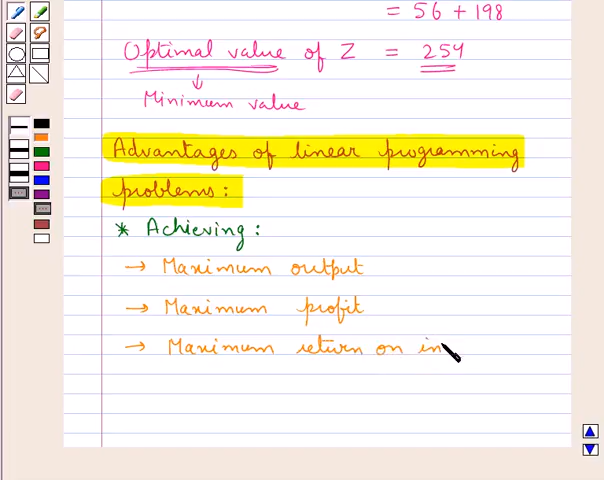 = 56 + 198
Optimal value of Z = 254
↓
Minimum value
Advantages of linear programming
problems:
* Achieving:
→ Maximum output
→ Maximum profit
→ Maximum return on in